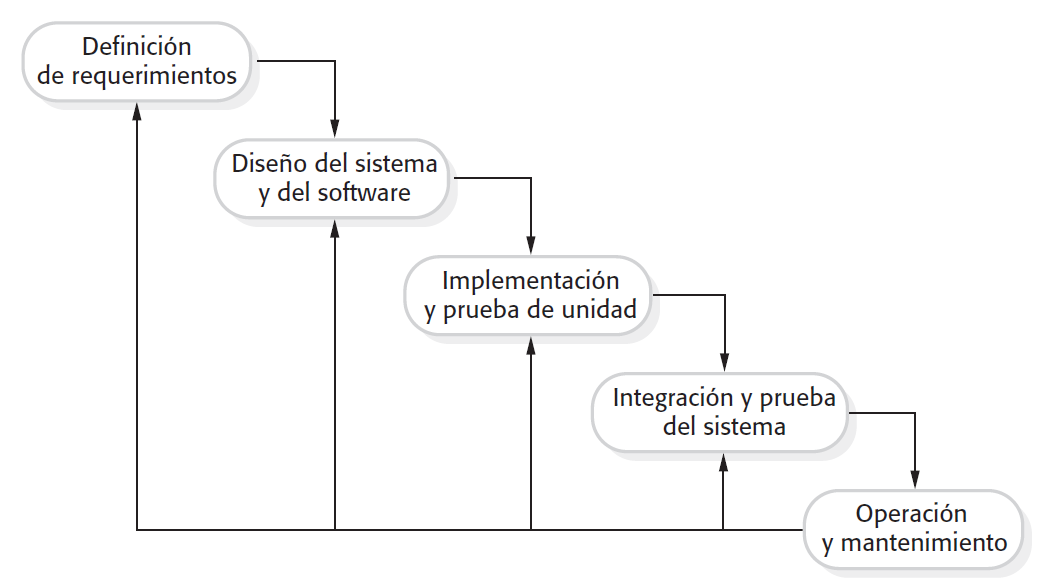 Definición
de requerimientos
Diseño del sistema
y del software
Implementación
y prueba de unidad
Integración y prueba
del sistema
Operación
y mantenimiento